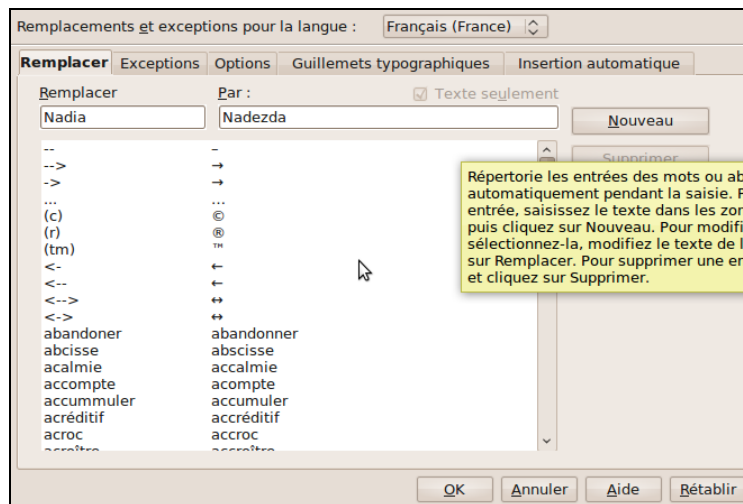 Remplacements et exceptions pour la langue : Français (France)
Remplacer Exceptions Options Guillemets typographiques Insertion automatique
Remplacer Par : Texte seulement
Nadia Nadezda Nouveau
Supprimer
-- –
--> →
-> →
... …
(c) ©
(r) ®
(tm) ™
<- ←
<-- ←
<--> ↔
<-> ↔
abandoner abandonner
abcisse abscisse
acalmie accalmie
accompte acompte
accummuler accumuler
acréditif accréditif
acroc accroc
acroître accroître
Répertorie les entrées des mots ou ab
automatiquement pendant la saisie. P
entrée, saisissez le texte dans les zon
puis cliquez sur Nouveau. Pour modifi
sélectionnez-la, modifiez le texte de l
sur Remplacer. Pour supprimer une en
et cliquez sur Supprimer.
OK Annuler Aide Rétablir